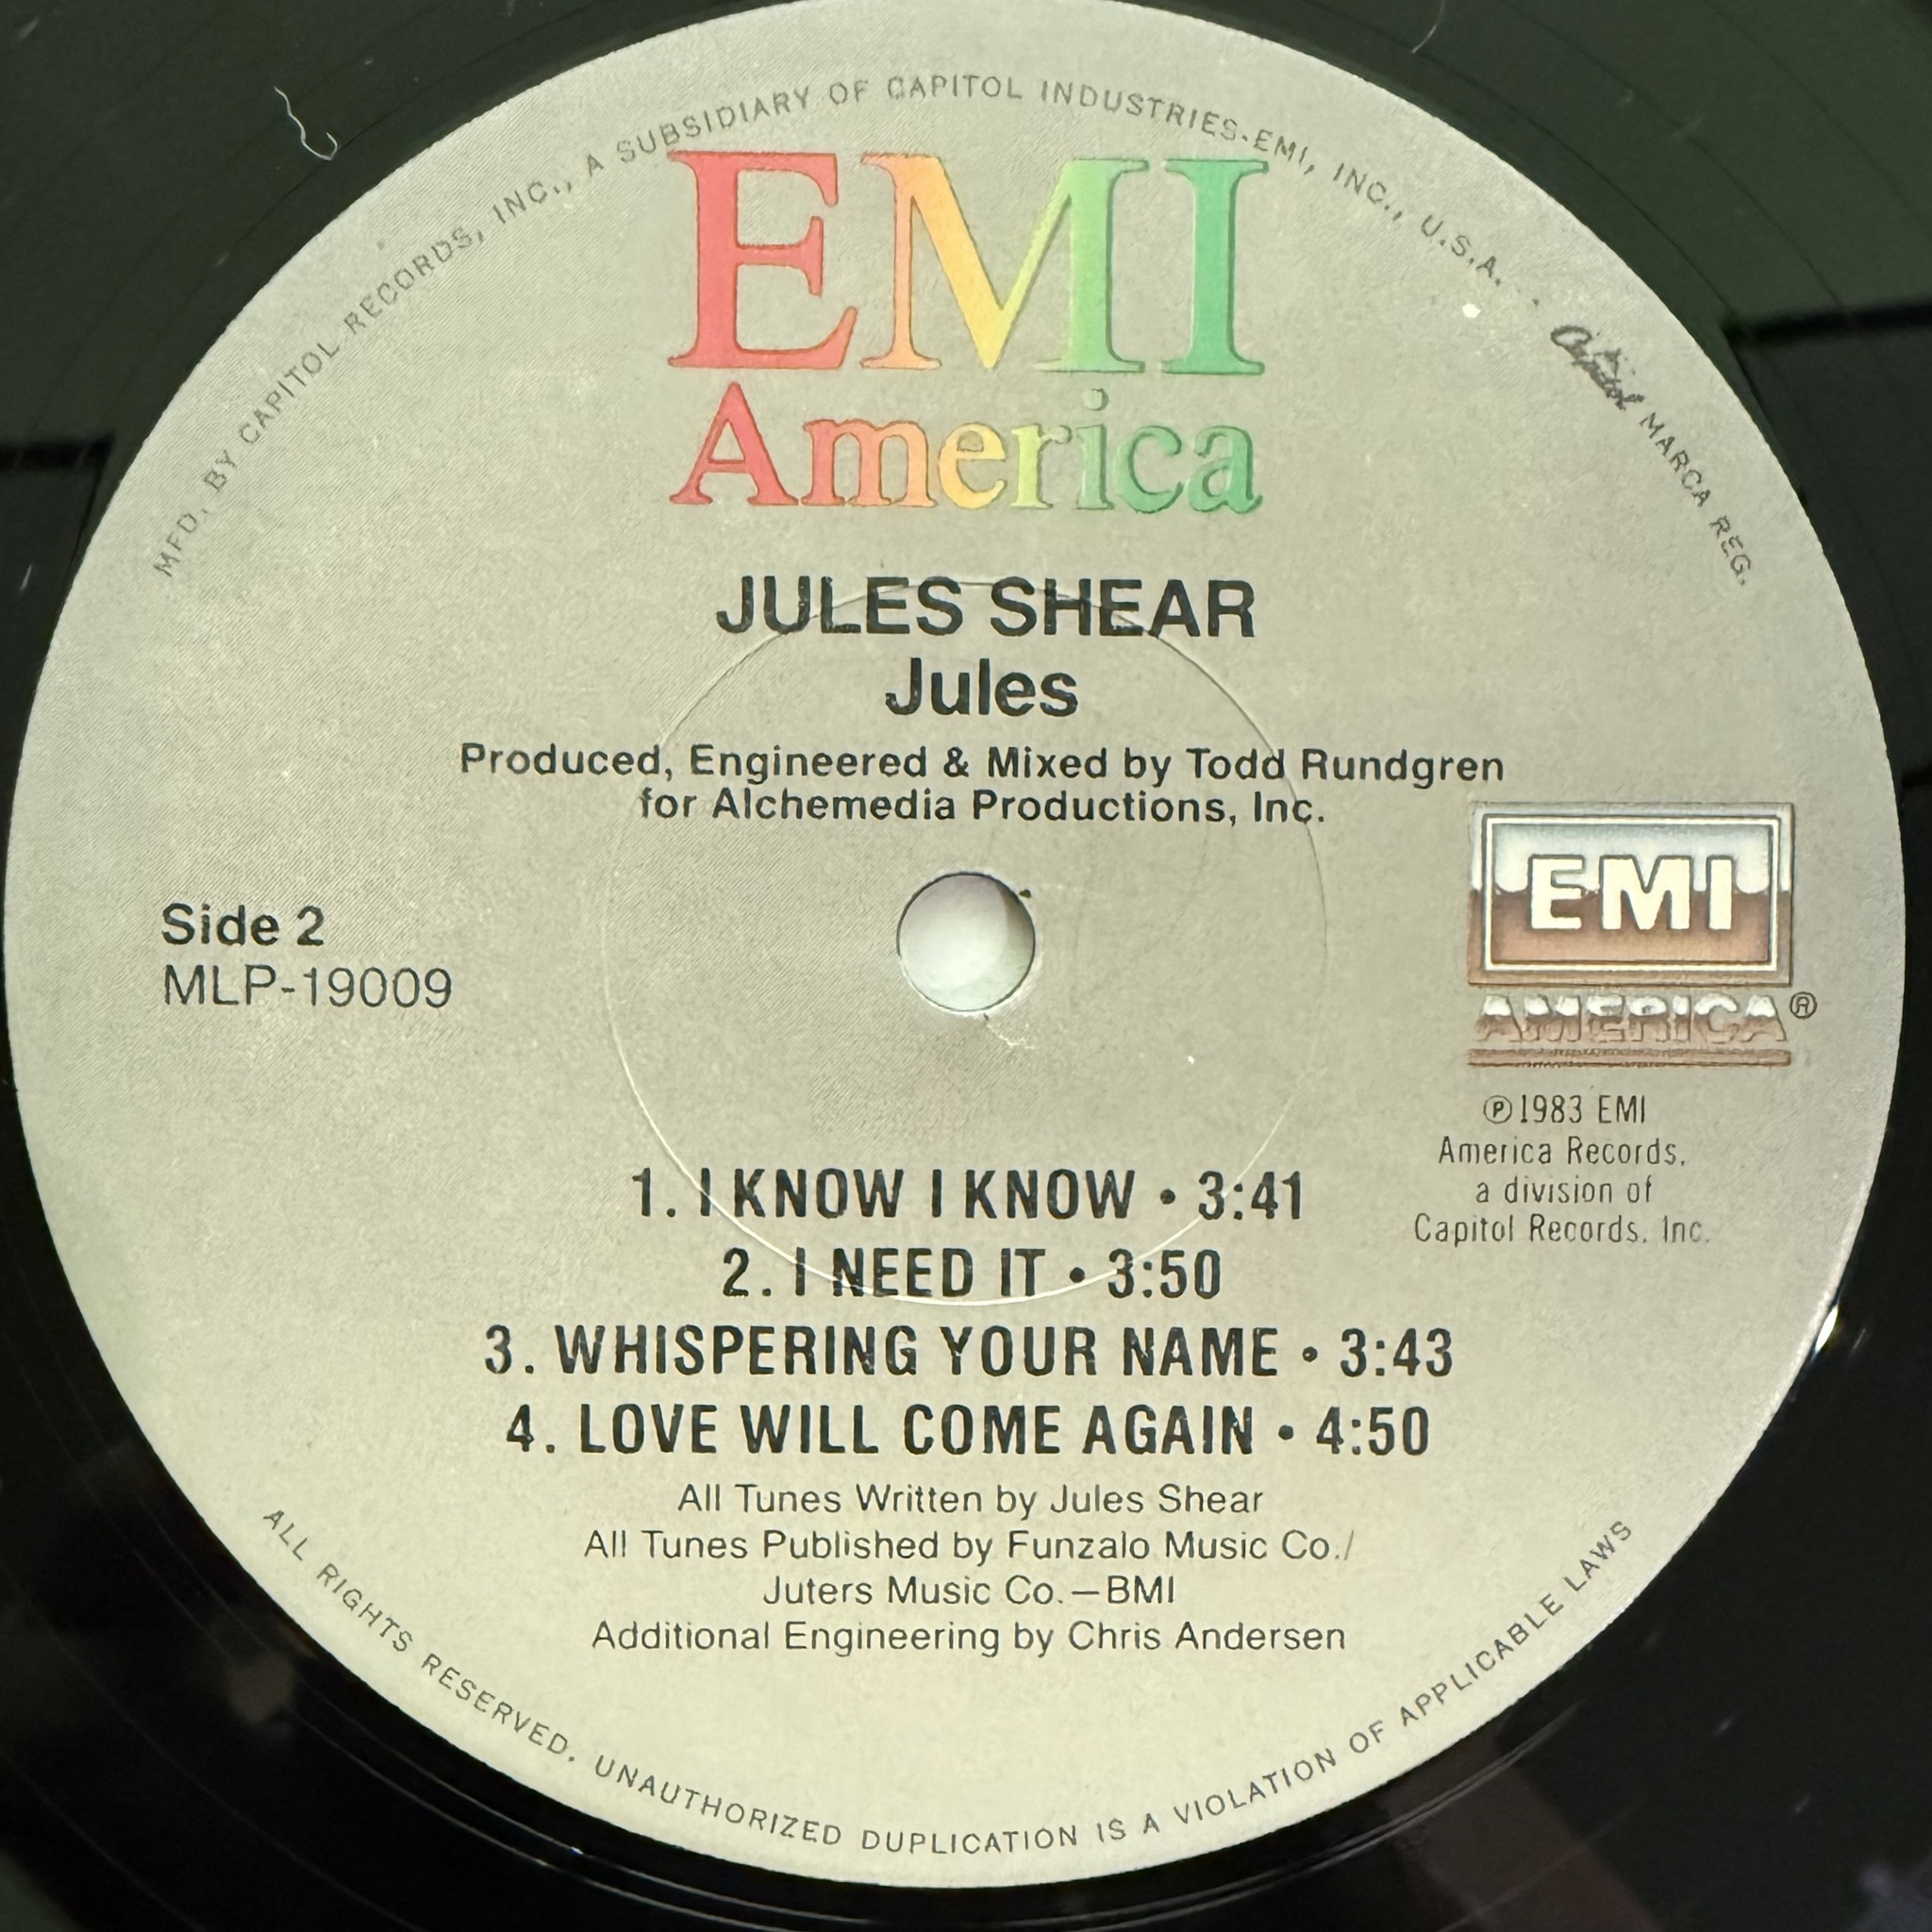 MFD. BY CAPITOL RECORDS, INC., A SUBSIDIARY OF CAPITOL INDUSTRIES-EMI, INC., U.S.A. . . Capitol MARCA REG.
EMI
America
JULES SHEAR
Jules
Produced, Engineered & Mixed by Todd Rundgren
for Alchemedia Productions, Inc.
Side 2
MLP-19009
EMI
AMERICA®
℗1983 EMI
America Records,
a division of
Capitol Records, Inc.
1. I KNOW I KNOW • 3:41
2. I NEED IT • 3:50
3. WHISPERING YOUR NAME • 3:43
4. LOVE WILL COME AGAIN • 4:50
All Tunes Written by Jules Shear
All Tunes Published by Funzalo Music Co./
Juters Music Co.—BMI
Additional Engineering by Chris Andersen
ALL RIGHTS RESERVED. UNAUTHORIZED DUPLICATION IS A VIOLATION OF APPLICABLE LAWS